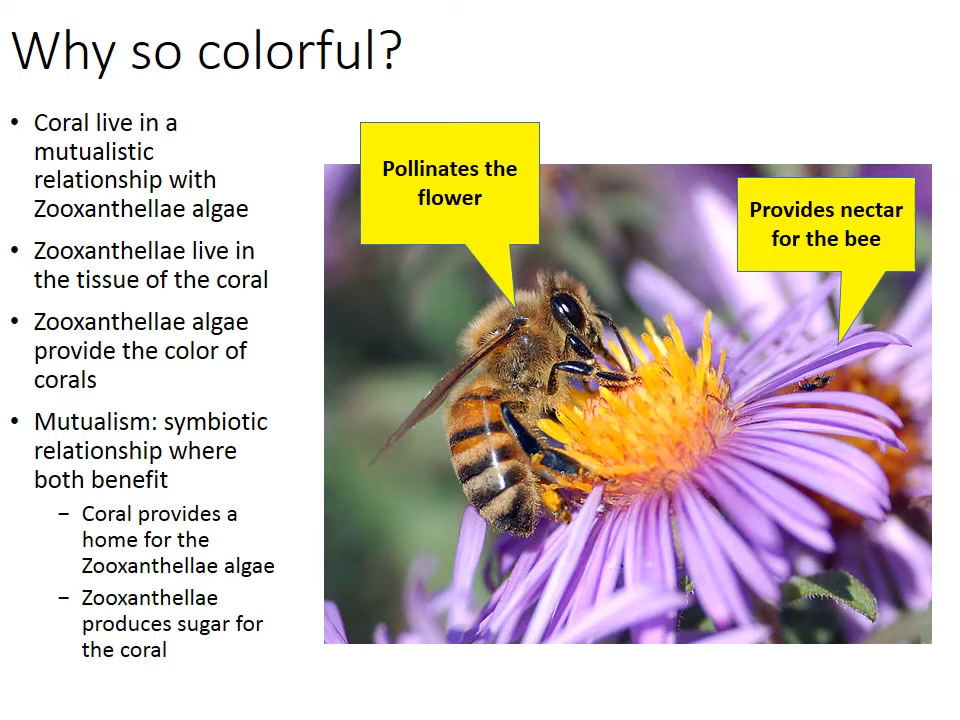 Why so colorful?
• Coral live in a
mutualistic
relationship with
Zooxanthellae algae
• Zooxanthellae live in
the tissue of the coral
• Zooxanthellae algae
provide the color of
corals
• Mutualism: symbiotic
relationship where
both benefit
– Coral provides a
home for the
Zooxanthellae algae
– Zooxanthellae
produces sugar for
the coral
Pollinates the
flower
Provides nectar
for the bee